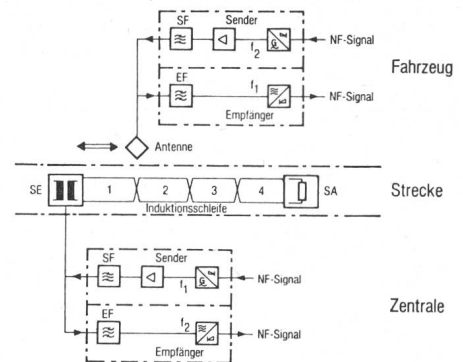 SF Sender
f2 NF-Signal
Fahrzeug
EF
f1 NF-Signal
Empfänger
Antenne
SE 1 2 3 4 SA Strecke
Induktionsschleife
SF Sender
f1 NF-Signal
Zentrale
EF
f2 NF-Signal
Empfänger